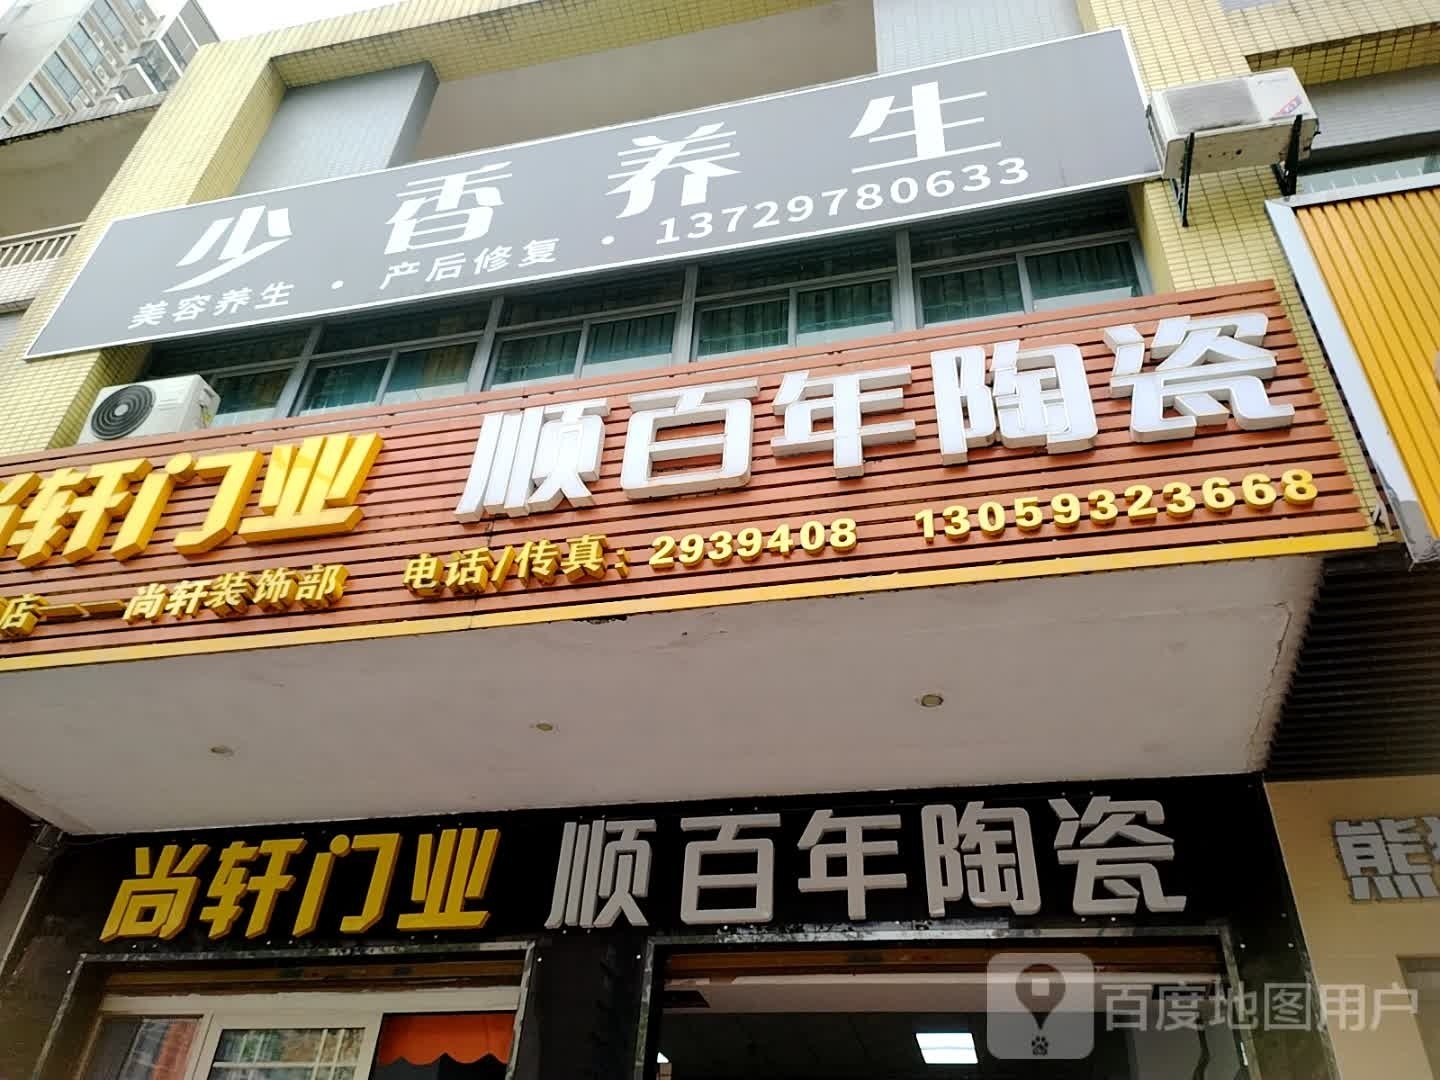 少香养生
美容养生·产后修复·13729780633
尚轩门业 顺百年陶瓷
店——尚轩装饰部 电话/传真：2939408 13059323668
尚轩门业 顺百年陶瓷
熊
百度地图用户